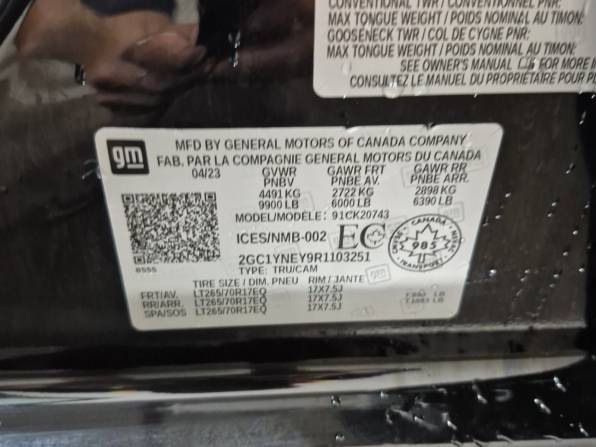 CONVENTIONAL TWR / CONVENTIONNEL PNR:
MAX TONGUE WEIGHT / POIDS NOMINAL AU TIMON:
GOOSENECK TWR / COL DE CYGNE PNR:
MAX TONGUE WEIGHT / POIDS NOMINAL AU TIMON:
SEE OWNER'S MANUAL FOR MORE IN
CONSULTEZ LE MANUEL DU PROPRIÉTAIRE POUR PL
gm
MFD BY GENERAL MOTORS OF CANADA COMPANY
FAB. PAR LA COMPAGNIE GENERAL MOTORS DU CANADA
04/23 GVWR GAWR FRT GAWR RR
PNBV PNBE AV. PNBE ARR.
4491 KG 2722 KG 2898 KG
9900 LB 6000 LB 6390 LB
MODEL/MODÈLE: 91CK20743
ICES/NMB-002 EC CANADA 985
2GC1YNEY9R1103251
TYPE: TRU/CAM
TIRE SIZE / DIM. PNEU RIM / JANTE
FRT/AV. LT265/70R17EQ 17X7.5J
RR/ARR. LT265/70R17EQ 17X7.5J
SPA/SOS LT265/70R17EQ 17X7.5J